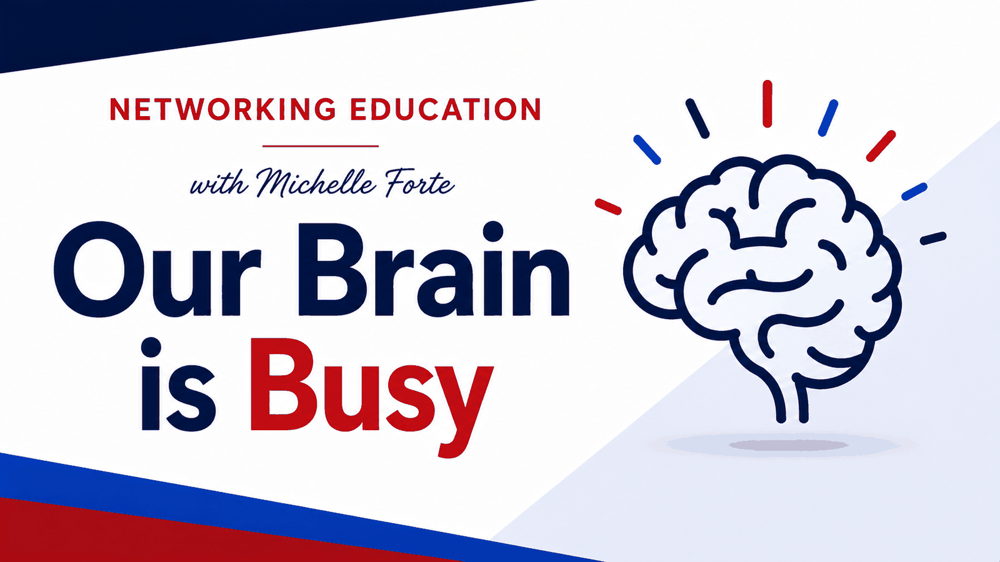 NETWORKING EDUCATION
with Michelle Forte
Our Brain
is Busy